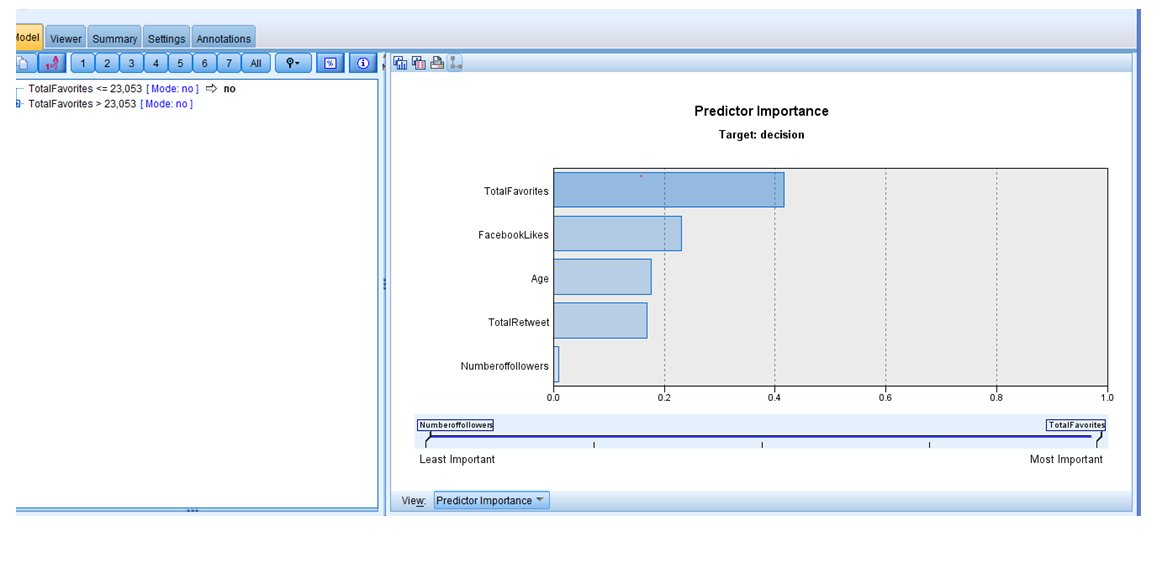 Model Viewer Summary Settings Annotations
1 2 3 4 5 6 7 All %
TotalFavorites <= 23,053 [ Mode: no ] ⇨ no
TotalFavorites > 23,053 [ Mode: no ]
Predictor Importance
Target: decision
TotalFavorites
FacebookLikes
Age
TotalRetweet
Numberoffollowers
0.0 0.2 0.4 0.6 0.8 1.0
Numberoffollowers TotalFavorites
Least Important Most Important
View: Predictor Importance